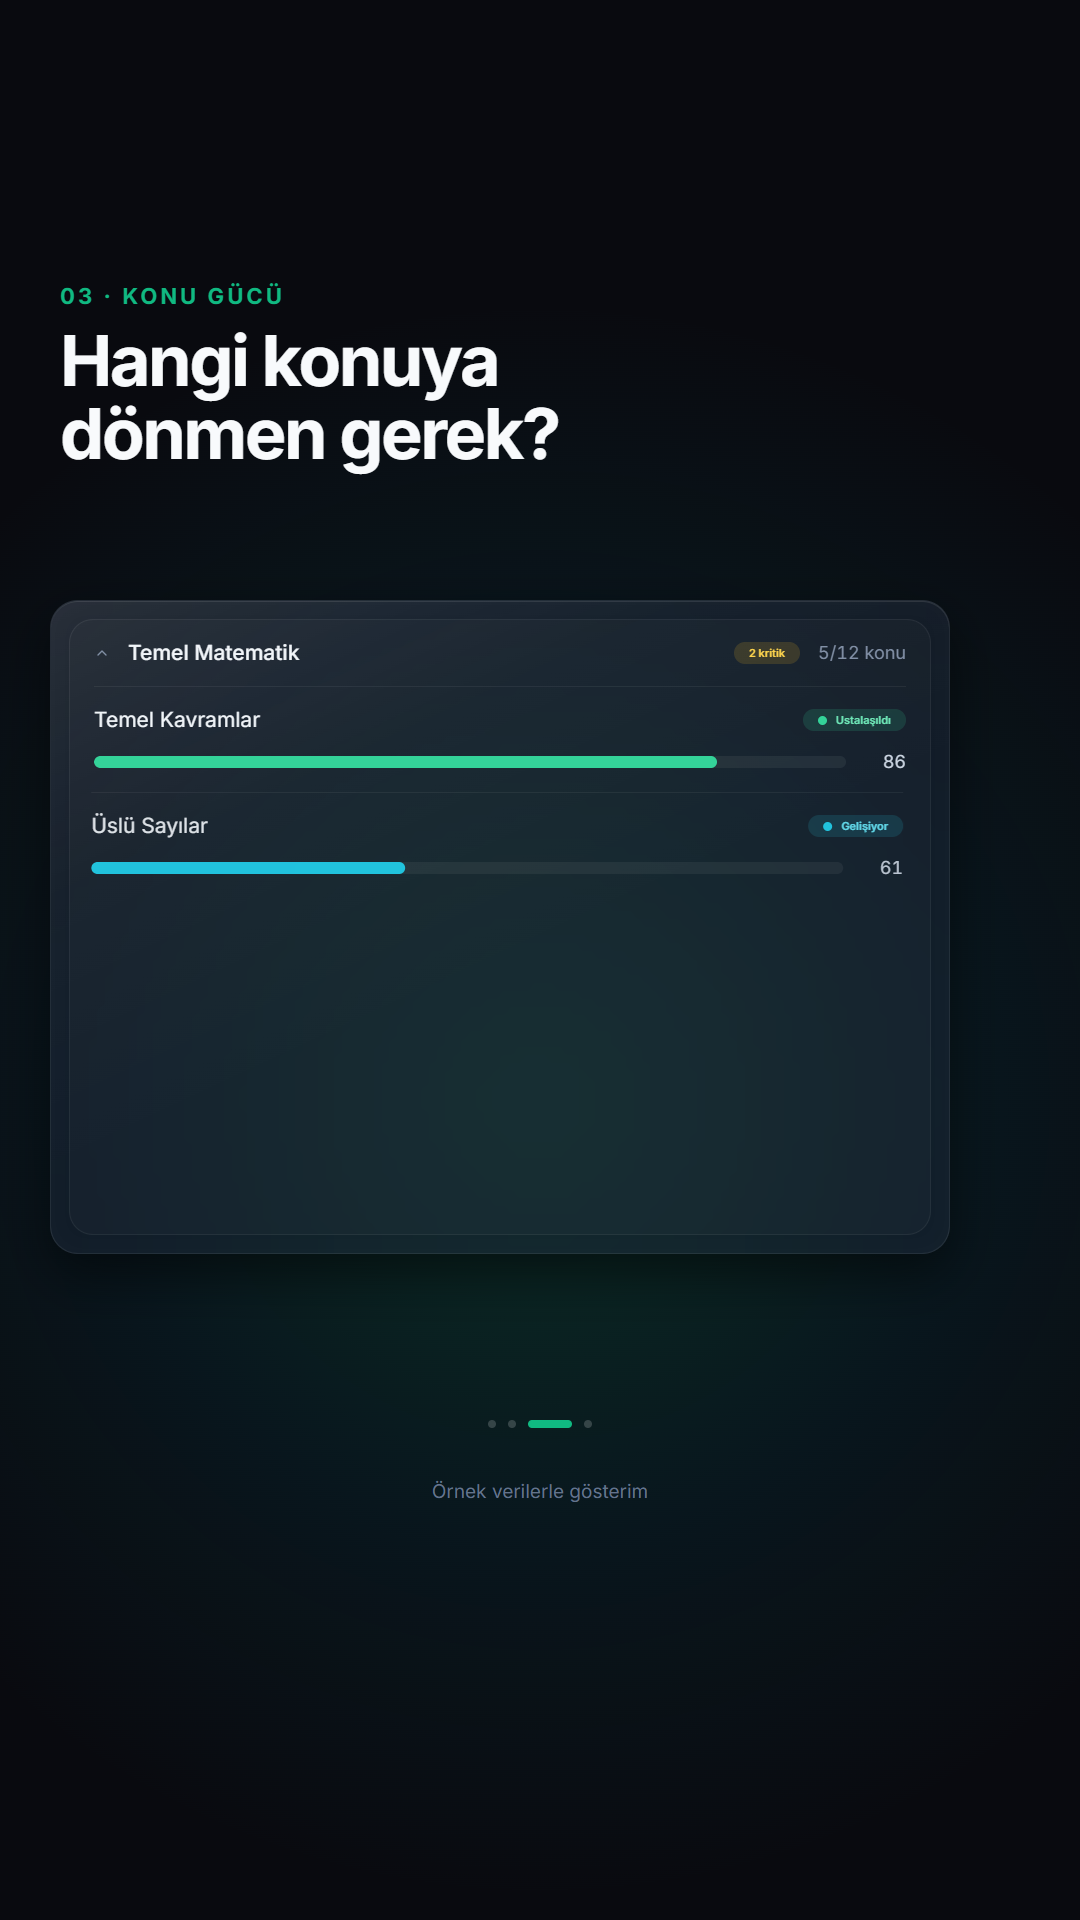 03 · KONU GÜCÜ
Hangi konuya
dönmen gerek?
Temel Matematik 2 kritik 5/12 konu
Temel Kavramlar Ustalaşıldı
86
Üslü Sayılar Gelişiyor
61
Örnek verilerle gösterim